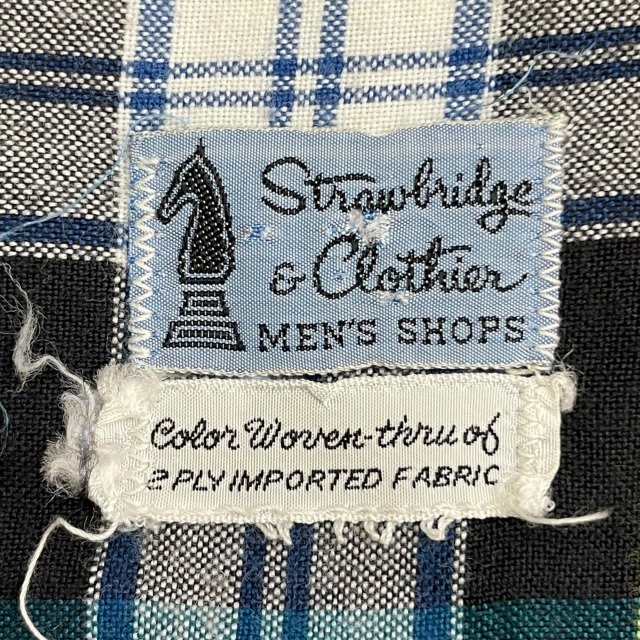 Strawbridge
& Clothier
MEN'S SHOPS
Color Woven-thru of
2 PLY IMPORTED FABRIC